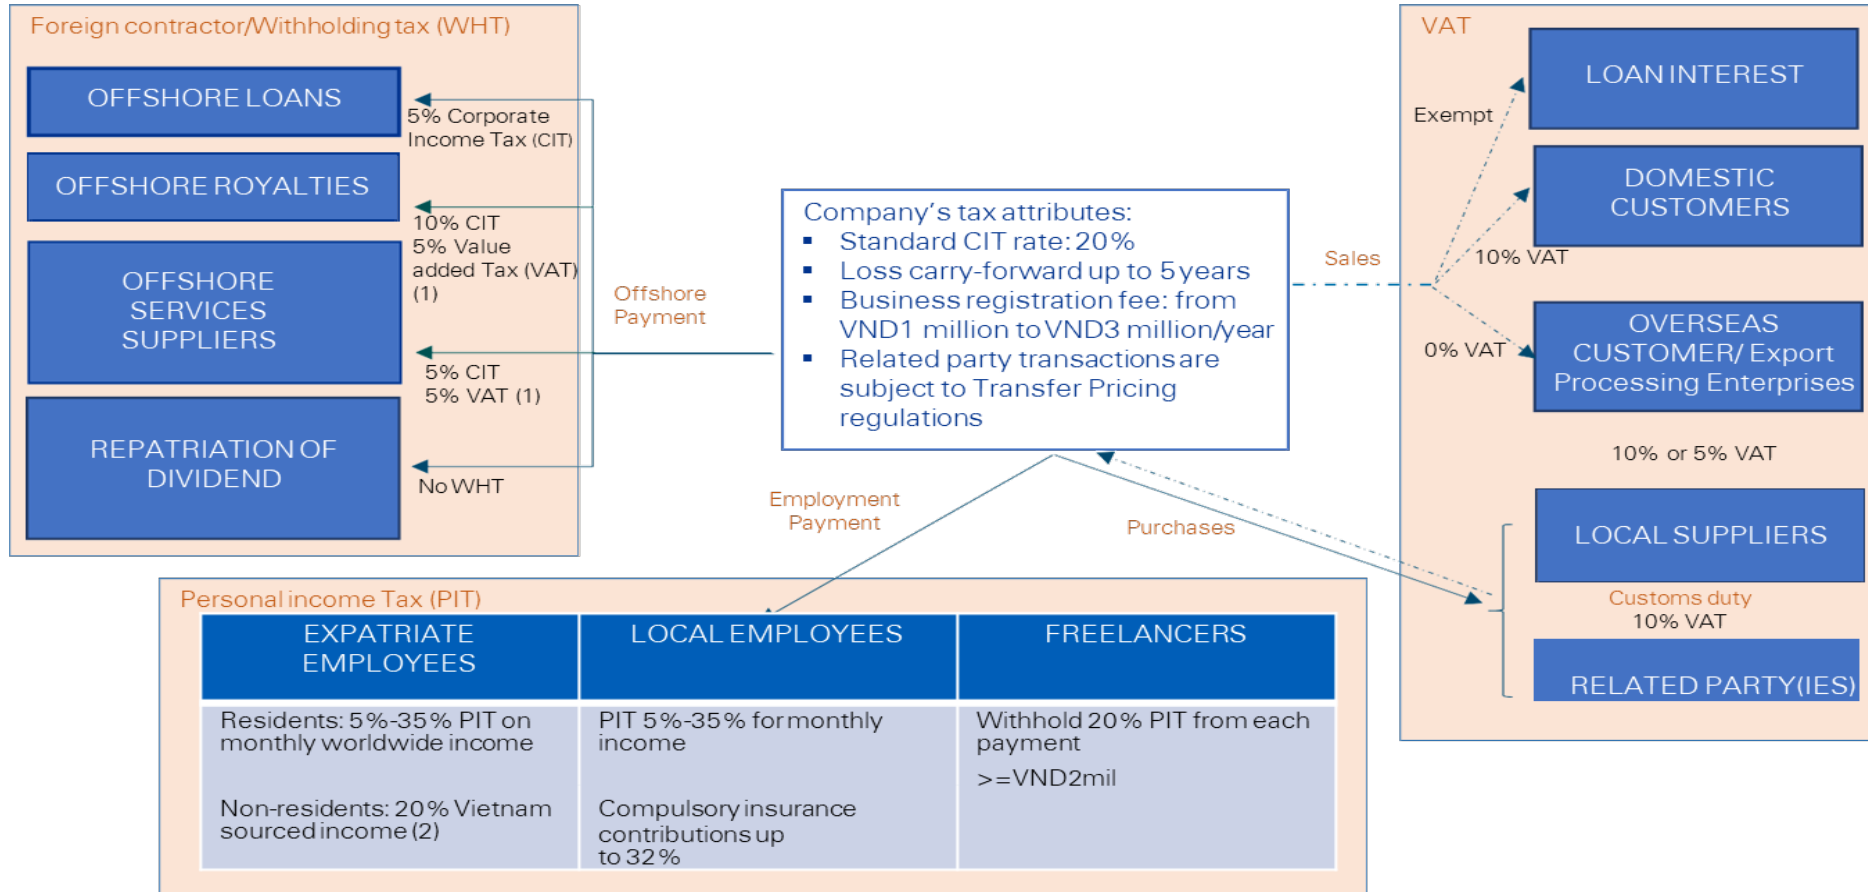 Foreign contractor/Withholding tax (WHT)
OFFSHORE LOANS
5% Corporate
Income Tax (CIT)
OFFSHORE ROYALTIES
10% CIT
5% Value
added Tax (VAT)
(1)
OFFSHORE
SERVICES
SUPPLIERS
5% CIT
5% VAT (1)
REPATRIATION OF
DIVIDEND
No WHT
Offshore
Payment
Company's tax attributes:
▪ Standard CIT rate: 20%
▪ Loss carry-forward up to 5 years
▪ Business registration fee: from
VND1 million to VND3 million/year
▪ Related party transactions are
subject to Transfer Pricing
regulations
Sales
Employment
Payment
Purchases
VAT
LOAN INTEREST
Exempt
DOMESTIC
CUSTOMERS
10% VAT
OVERSEAS
CUSTOMER/ Export
Processing Enterprises
0% VAT
10% or 5% VAT
LOCAL SUPPLIERS
Customs duty
10% VAT
RELATED PARTY(IES)
Personal income Tax (PIT)
EXPATRIATE
EMPLOYEES
LOCAL EMPLOYEES
FREELANCERS
Residents: 5%-35% PIT on
monthly worldwide income
Non-residents: 20% Vietnam
sourced income (2)
PIT 5%-35% for monthly
income
Compulsory insurance
contributions up
to 32%
Withhold 20% PIT from each
payment
>=VND2mil